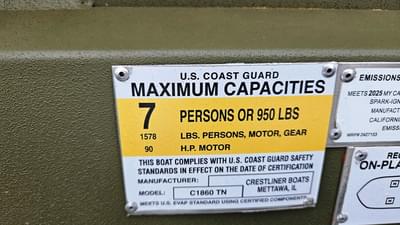 U.S. COAST GUARD
MAXIMUM CAPACITIES
7 PERSONS OR 950 LBS
1578 LBS. PERSONS, MOTOR, GEAR
90 H.P. MOTOR
THIS BOAT COMPLIES WITH U.S. COAST GUARD SAFETY
STANDARDS IN EFFECT ON THE DATE OF CERTIFICATION
MANUFACTURER: CRESTLINER BOATS
METTAWA, IL
MODEL: C1860 TN
MEETS U.S. EVAP STANDARDS USING CERTIFIED COMPONENTS
EMISSIONS
MEETS 2025 MY CA
SPARK-IGN
MANUFACT
CALIFORNI
EMISSION
ON-PLA